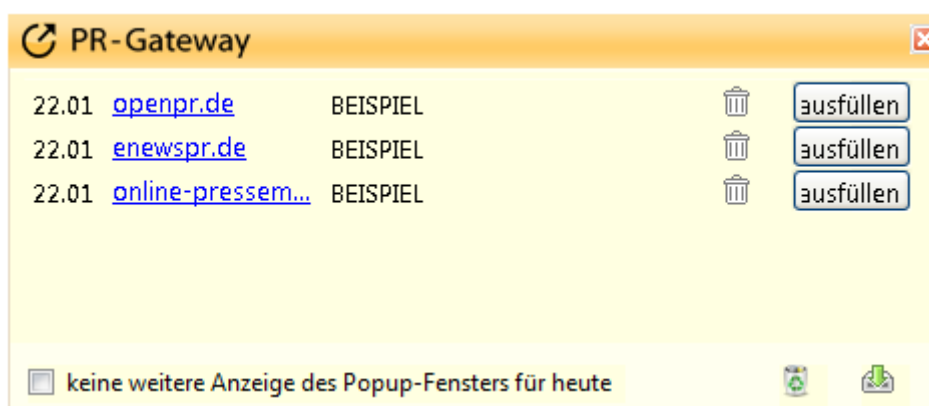 PR-Gateway
22.01 openpr.de BEISPIEL ausfüllen
22.01 enewspr.de BEISPIEL ausfüllen
22.01 online-pressem... BEISPIEL ausfüllen
keine weitere Anzeige des Popup-Fensters für heute